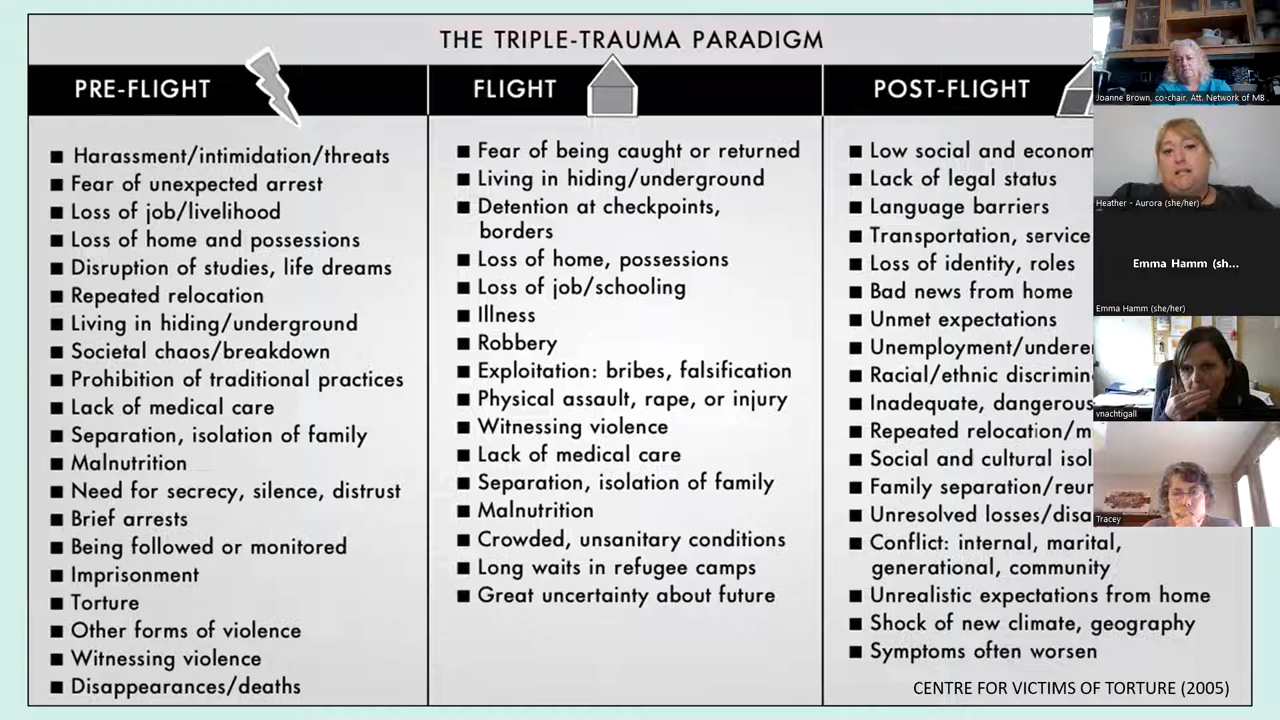 THE TRIPLE-TRAUMA PARADIGM
PRE-FLIGHT
■ Harassment/intimidation/threats
■ Fear of unexpected arrest
■ Loss of job/livelihood
■ Loss of home and possessions
■ Disruption of studies, life dreams
■ Repeated relocation
■ Living in hiding/underground
■ Societal chaos/breakdown
■ Prohibition of traditional practices
■ Lack of medical care
■ Separation, isolation of family
■ Malnutrition
■ Need for secrecy, silence, distrust
■ Brief arrests
■ Being followed or monitored
■ Imprisonment
■ Torture
■ Other forms of violence
■ Witnessing violence
■ Disappearances/deaths
FLIGHT
■ Fear of being caught or returned
■ Living in hiding/underground
■ Detention at checkpoints,
borders
■ Loss of home, possessions
■ Loss of job/schooling
■ Illness
■ Robbery
■ Exploitation: bribes, falsification
■ Physical assault, rape, or injury
■ Witnessing violence
■ Lack of medical care
■ Separation, isolation of family
■ Malnutrition
■ Crowded, unsanitary conditions
■ Long waits in refugee camps
■ Great uncertainty about future
POST-FLIGHT
■ Low social and econom
■ Lack of legal status
■ Language barriers
■ Transportation, service
■ Loss of identity, roles
■ Bad news from home
■ Unmet expectations
■ Unemployment/undere
■ Racial/ethnic discrimin
■ Inadequate, dangerous
■ Repeated relocation/m
■ Social and cultural isol
■ Family separation/reun
■ Unresolved losses/disa
■ Conflict: internal, marital,
generational, community
■ Unrealistic expectations from home
■ Shock of new climate, geography
■ Symptoms often worsen
CENTRE FOR VICTIMS OF TORTURE (2005)
Joanne Brown, co-chair, Att. Network of MB
Heather - Aurora (she/her)
Emma Hamm (sh...
Emma Hamm (she/her)
vnachtigall
Tracey